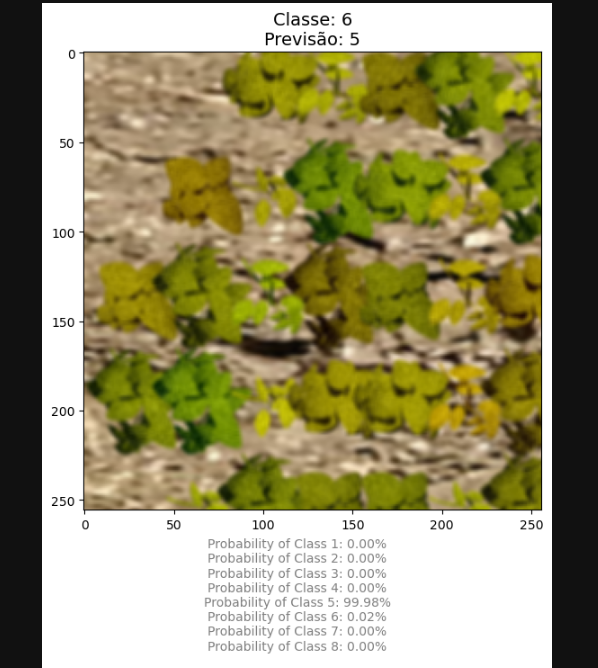 Classe: 6
Previsão: 5
0
50
100
150
200
250
0 50 100 150 200 250
Probability of Class 1: 0.00%
Probability of Class 2: 0.00%
Probability of Class 3: 0.00%
Probability of Class 4: 0.00%
Probability of Class 5: 99.98%
Probability of Class 6: 0.02%
Probability of Class 7: 0.00%
Probability of Class 8: 0.00%